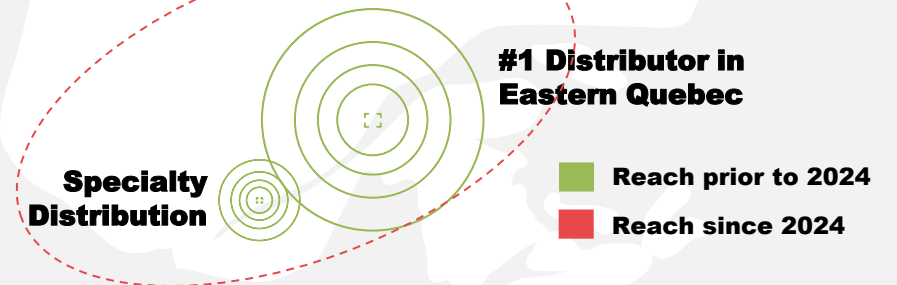 #1 Distributor in
Eastern Quebec
Specialty
Distribution
Reach prior to 2024
Reach since 2024